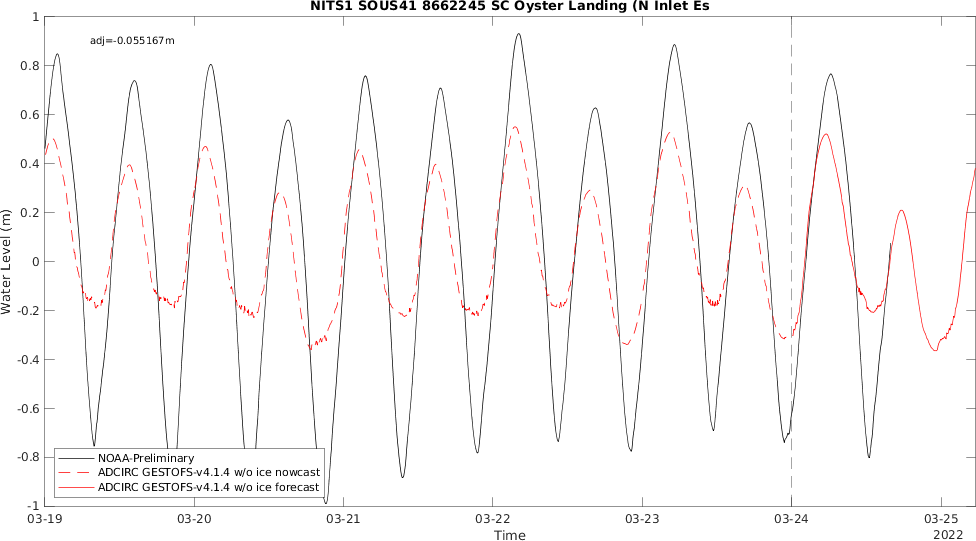 NITS1 SOUS41 8662245 SC Oyster Landing (N Inlet Es
adj=-0.055167m
1
0.8
0.6
0.4
0.2
0
-0.2
-0.4
-0.6
-0.8
-1
Water Level (m)
NOAA-Preliminary
ADCIRC GESTOFS-v4.1.4 w/o ice nowcast
ADCIRC GESTOFS-v4.1.4 w/o ice forecast
03-19 03-20 03-21 03-22 03-23 03-24 03-25
Time
2022